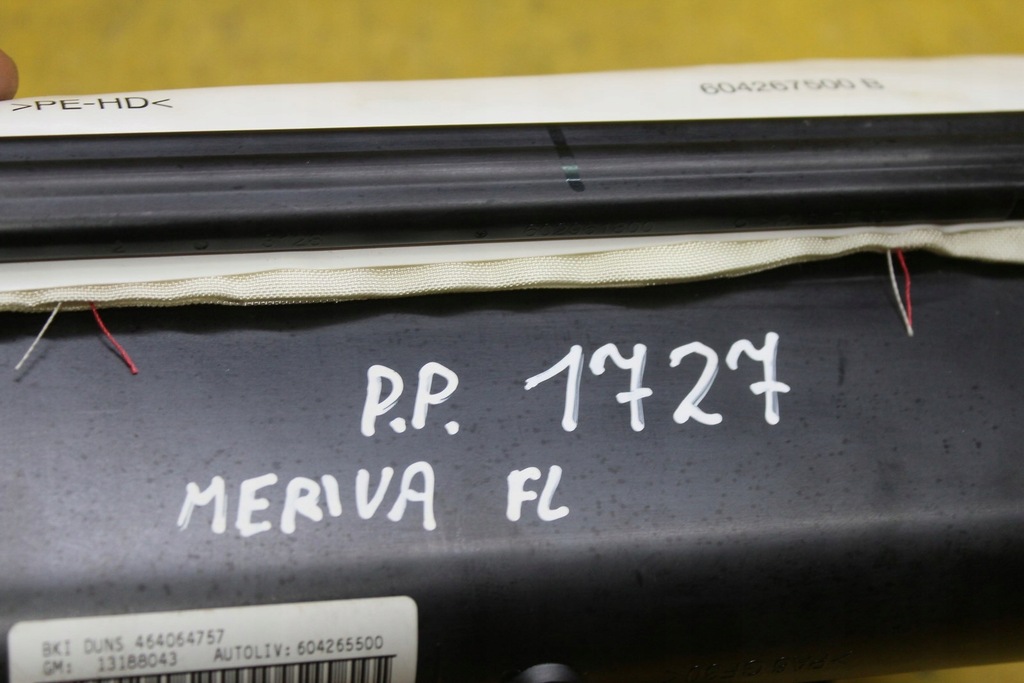 >PE-HD<
604267500 B
P.P. 1727
MERIVA FL
BKI DUNS 464064757
GM: 13188043 AUTOLIV: 604265500